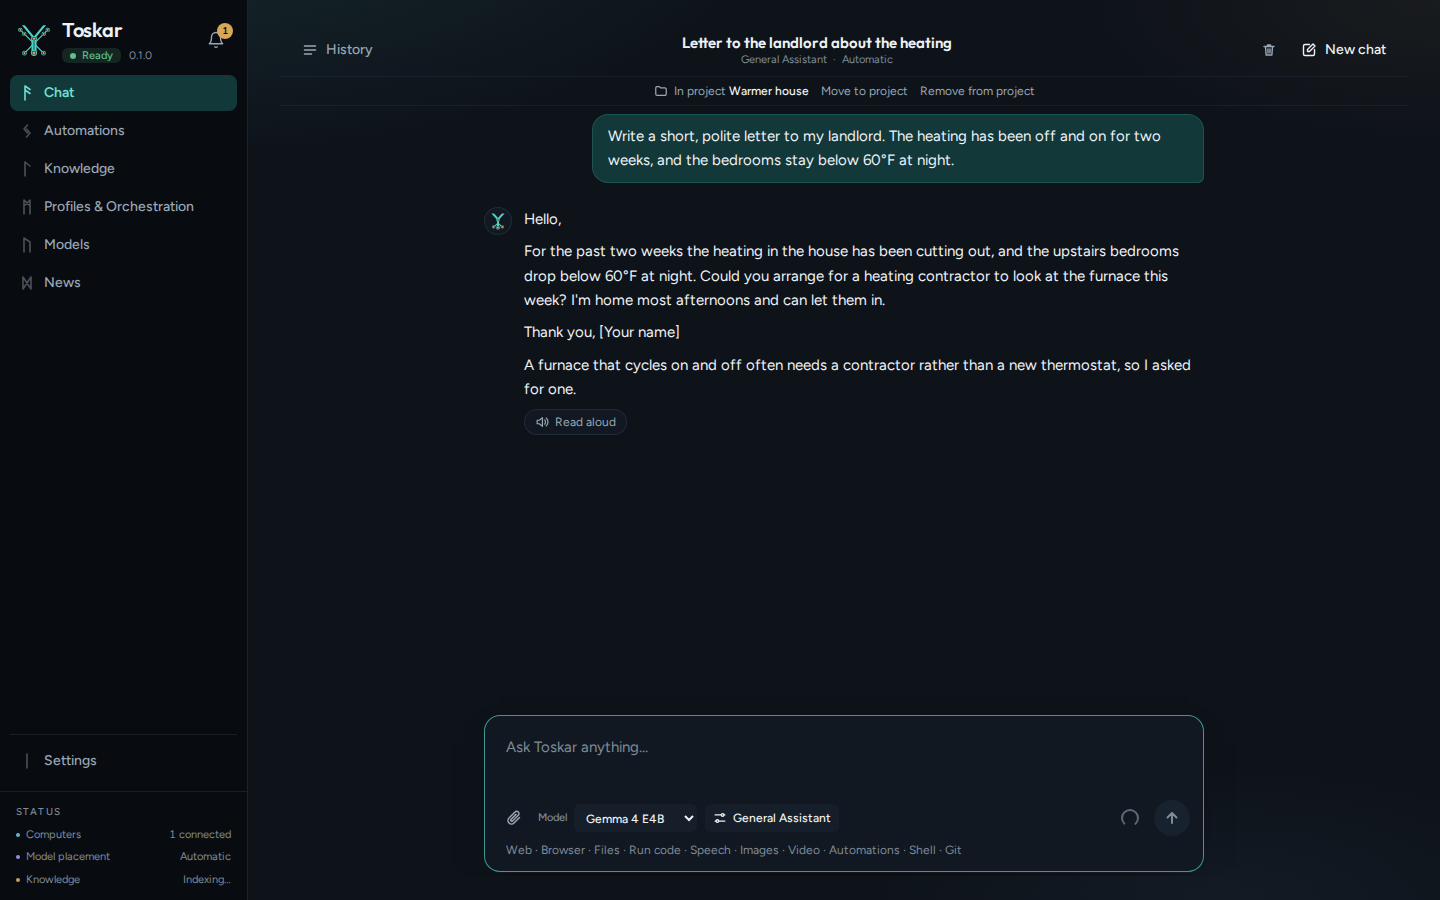 Toskar
1
Ready 0.1.0
Chat
Automations
Knowledge
Profiles & Orchestration
Models
News
Settings
STATUS
Computers 1 connected
Model placement Automatic
Knowledge Indexing...
History
Letter to the landlord about the heating
General Assistant · Automatic
New chat
In project Warmer house Move to project Remove from project
Write a short, polite letter to my landlord. The heating has been off and on for two
weeks, and the bedrooms stay below 60°F at night.
Hello,
For the past two weeks the heating in the house has been cutting out, and the upstairs bedrooms
drop below 60°F at night. Could you arrange for a heating contractor to look at the furnace this
week? I'm home most afternoons and can let them in.
Thank you, [Your name]
A furnace that cycles on and off often needs a contractor rather than a new thermostat, so I asked
for one.
Read aloud
Ask Toskar anything...
Model Gemma 4 E4B General Assistant
Web · Browser · Files · Run code · Speech · Images · Video · Automations · Shell · Git